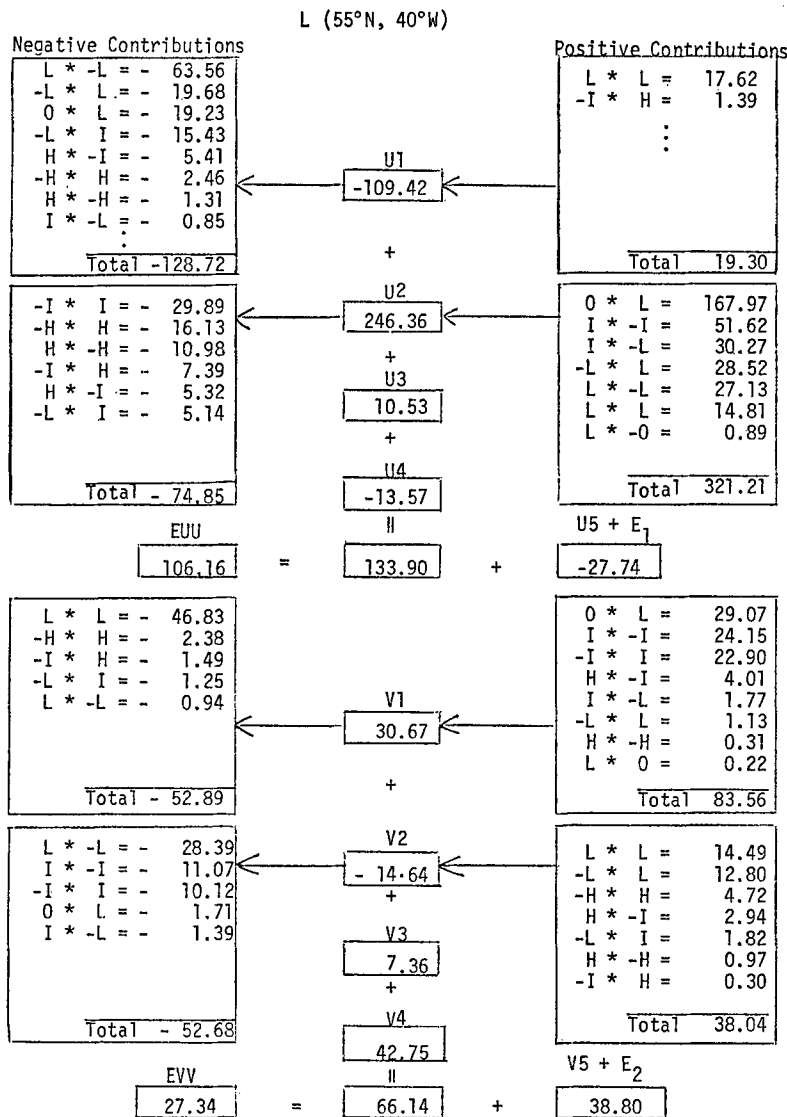 L (55°N, 40°W)
Negative Contributions
L * -L = - 63.56
-L * L = - 19.68
0 * L = - 19.23
-L * I = - 15.43
H * -I = - 5.41
-H * H = - 2.46
H * -H = - 1.31
I * -L = - 0.85
Total -128.72
U1
-109.42
+
Positive Contributions
L * L = 17.62
-I * H = 1.39
Total 19.30
-I * I = - 29.89
-H * H = - 16.13
H * -H = - 10.98
-I * H = - 7.39
H * -I = - 5.32
-L * I = - 5.14
Total - 74.85
U2
246.36
+
U3
10.53
+
U4
-13.57
0 * L = 167.97
I * -I = 51.62
I * -L = 30.27
-L * L = 28.52
L * -L = 27.13
L * L = 14.81
L * -0 = 0.89
Total 321.21
EUU || U5 + E1
106.16 = 133.90 + -27.74
L * L = - 46.83
-H * H = - 2.38
-I * H = - 1.49
-L * I = - 1.25
L * -L = - 0.94
Total - 52.89
V1
30.67
+
0 * L = 29.07
I * -I = 24.15
-I * I = 22.90
H * -I = 4.01
I * -L = 1.77
-L * L = 1.13
H * -H = 0.31
L * 0 = 0.22
Total 83.56
L * -L = - 28.39
I * -I = - 11.07
-I * I = - 10.12
0 * L = - 1.71
I * -L = - 1.39
Total - 52.68
V2
- 14.64
+
V3
7.36
+
V4
42.75
L * L = 14.49
-L * L = 12.80
-H * H = 4.72
H * -I = 2.94
-L * I = 1.82
H * -H = 0.97
-I * H = 0.30
Total 38.04
EVV || V5 + E2
27.34 = 66.14 + 38.80